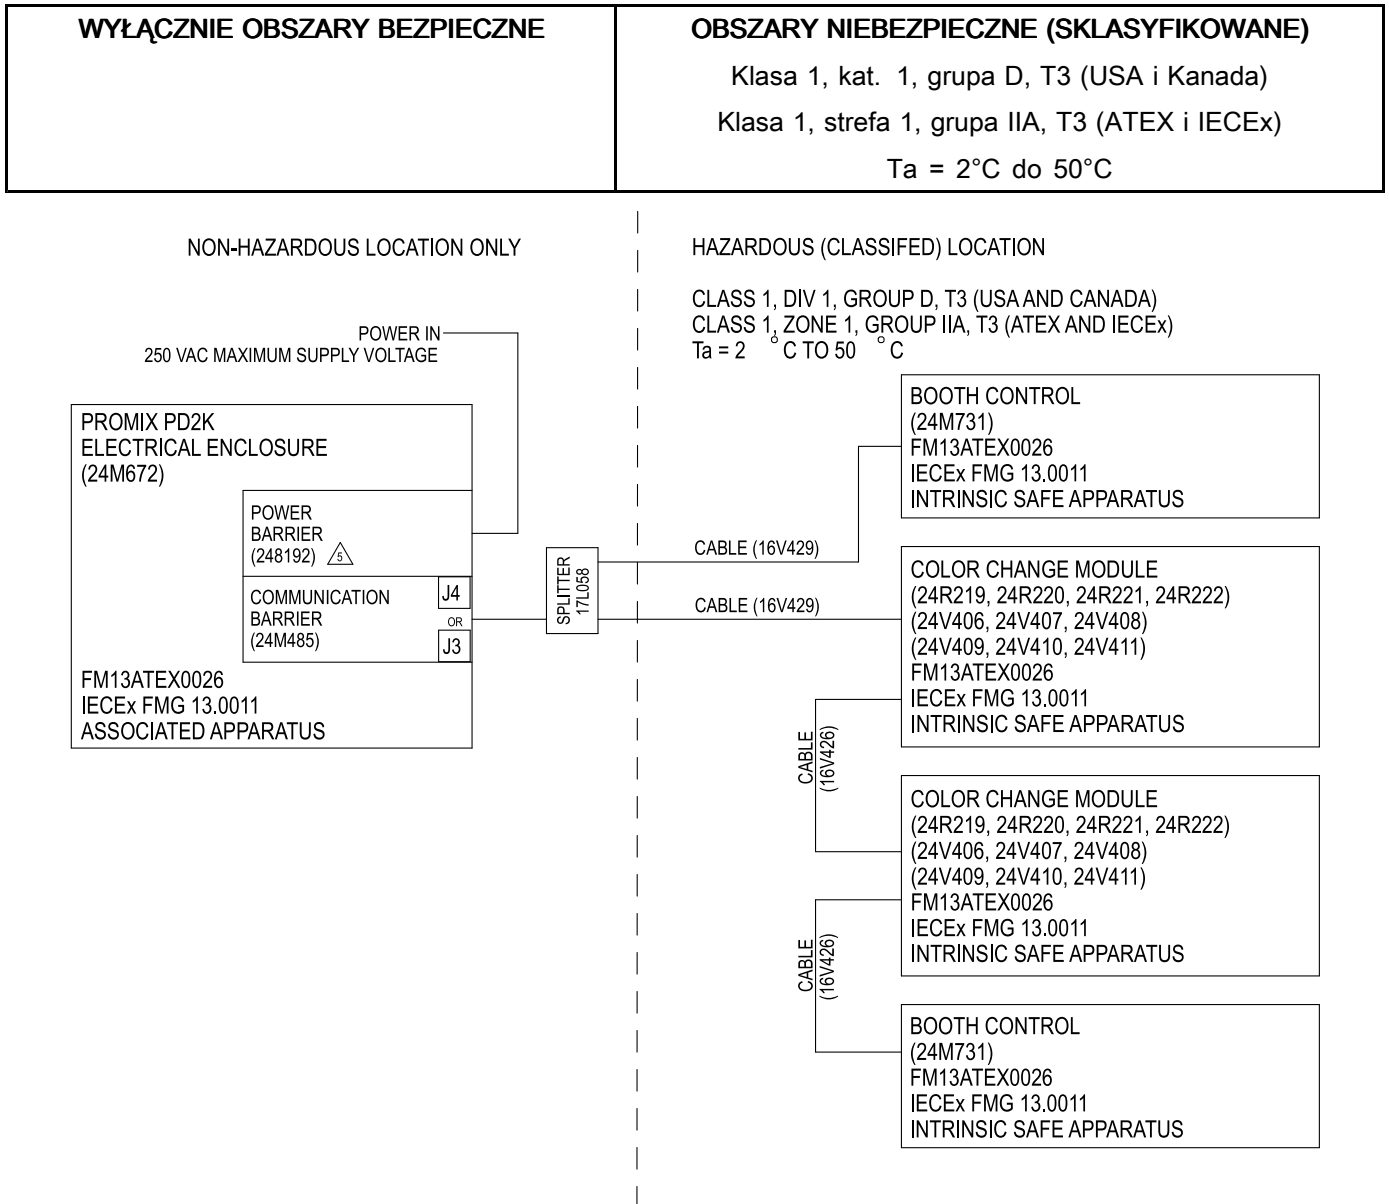 WYŁĄCZNIE OBSZARY BEZPIECZNE
OBSZARY NIEBEZPIECZNE (SKLASYFIKOWANE)
Klasa 1, kat. 1, grupa D, T3 (USA i Kanada)
Klasa 1, strefa 1, grupa IIA, T3 (ATEX i IECEx)
Ta = 2°C do 50°C
NON-HAZARDOUS LOCATION ONLY
HAZARDOUS (CLASSIFED) LOCATION
CLASS 1, DIV 1, GROUP D, T3 (USA AND CANADA)
CLASS 1, ZONE 1, GROUP IIA, T3 (ATEX AND IECEx)
Ta = 2 °C TO 50 °C
POWER IN
250 VAC MAXIMUM SUPPLY VOLTAGE
PROMIX PD2K
ELECTRICAL ENCLOSURE
(24M672)
POWER
BARRIER
(248192) 5
COMMUNICATION
BARRIER
(24M485)
J4
OR
J3
FM13ATEX0026
IECEx FMG 13.0011
ASSOCIATED APPARATUS
SPLITTER
17L058
CABLE (16V429)
CABLE (16V429)
BOOTH CONTROL
(24M731)
FM13ATEX0026
IECEx FMG 13.0011
INTRINSIC SAFE APPARATUS
COLOR CHANGE MODULE
(24R219, 24R220, 24R221, 24R222)
(24V406, 24V407, 24V408)
(24V409, 24V410, 24V411)
FM13ATEX0026
IECEx FMG 13.0011
INTRINSIC SAFE APPARATUS
CABLE
(16V426)
COLOR CHANGE MODULE
(24R219, 24R220, 24R221, 24R222)
(24V406, 24V407, 24V408)
(24V409, 24V410, 24V411)
FM13ATEX0026
IECEx FMG 13.0011
INTRINSIC SAFE APPARATUS
CABLE
(16V426)
BOOTH CONTROL
(24M731)
FM13ATEX0026
IECEx FMG 13.0011
INTRINSIC SAFE APPARATUS